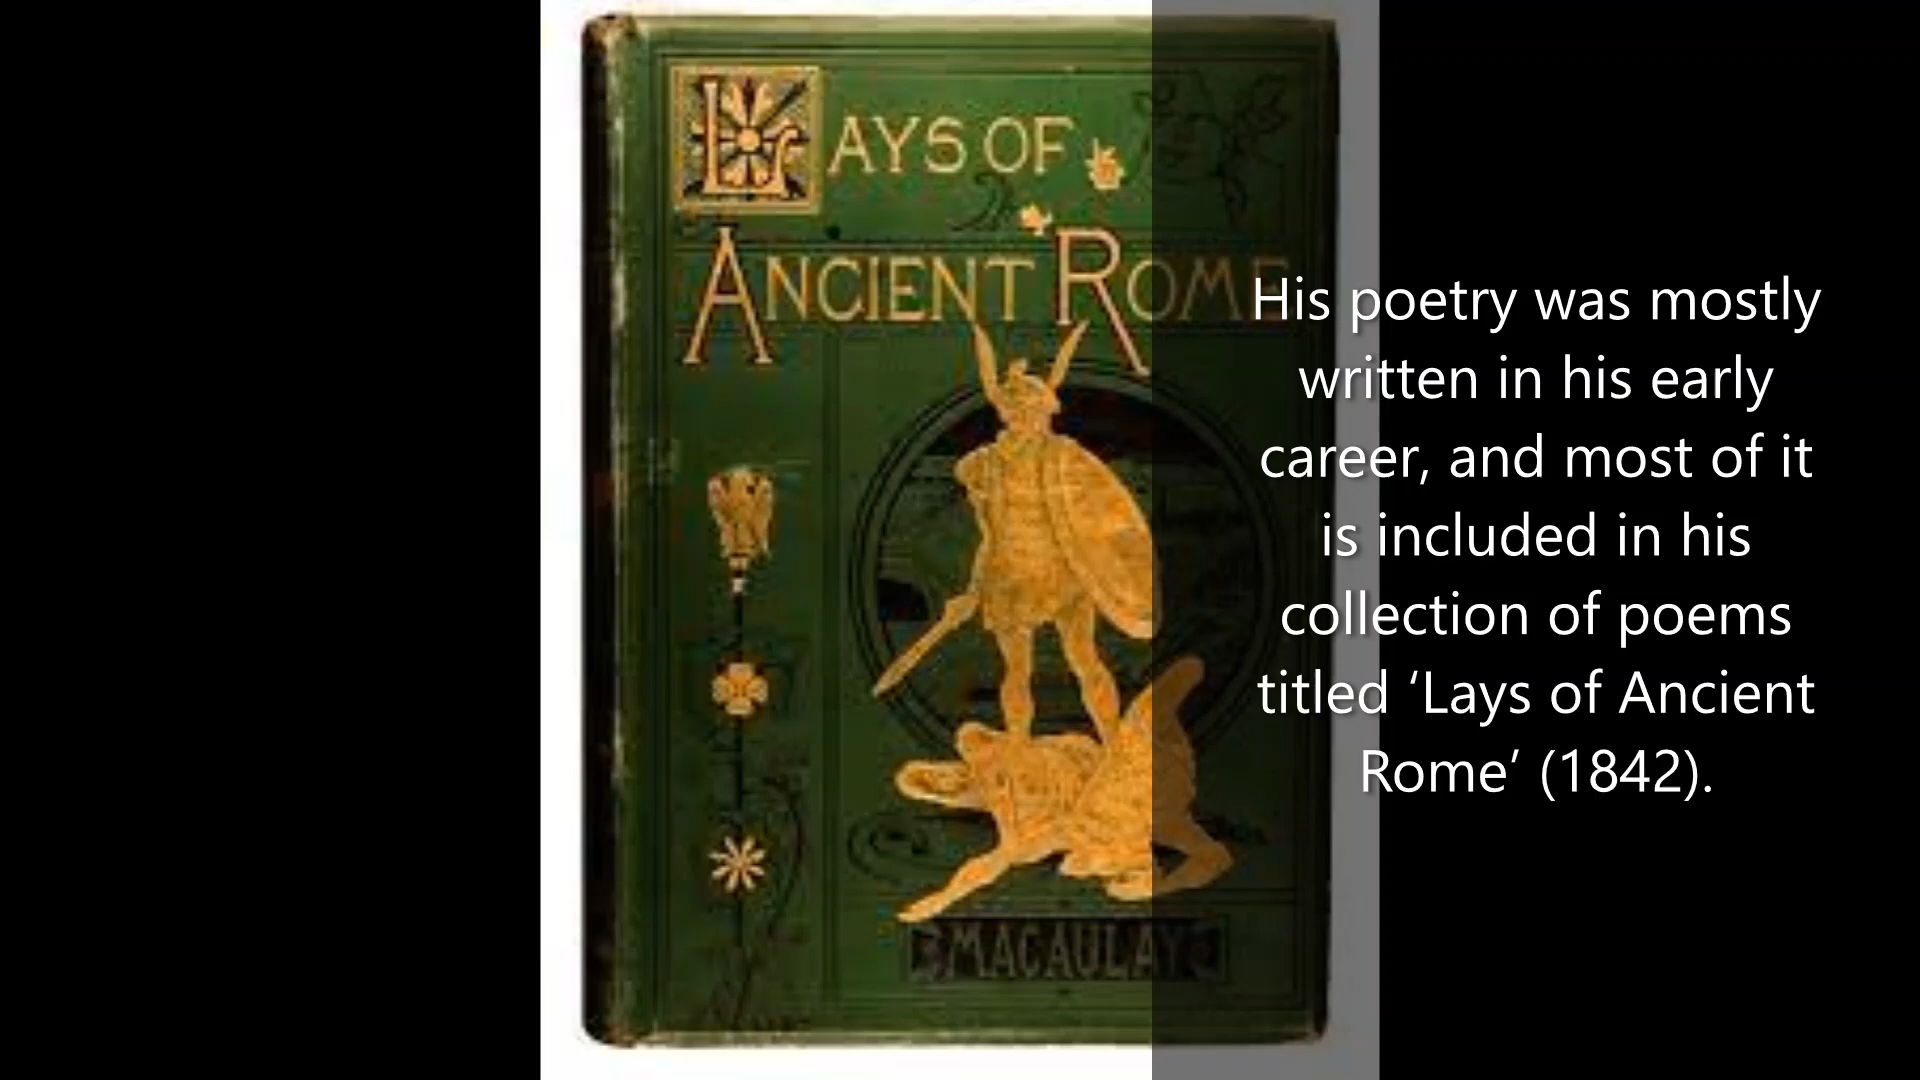 LAYS OF
ANCIENT ROME
MACAULAY
His poetry was mostly
written in his early
career, and most of it
is included in his
collection of poems
titled ‘Lays of Ancient
Rome’ (1842).